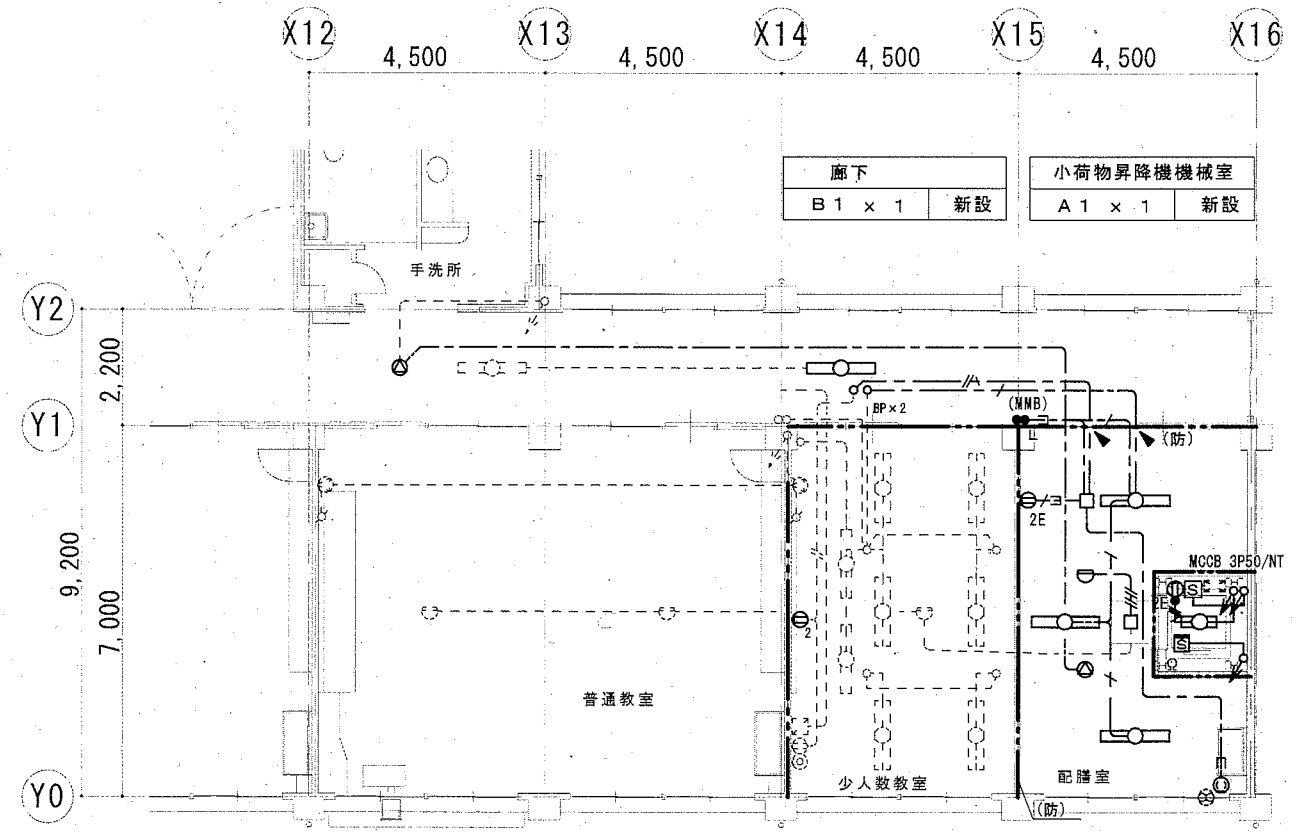 X12 X13 X14 X15 X16
4,500 4,500 4,500 4,500
廊下
B1 × 1 新設
小荷物昇降機機械室
A1 × 1 新設
手洗所
Y2
2,200
BP×2
(MMB)
Y1
(防)
2E
9,200
MCCB 3P50/NT
7,000
2E
S
2
S
普通教室
少人数教室
配膳室
Y0
(防)